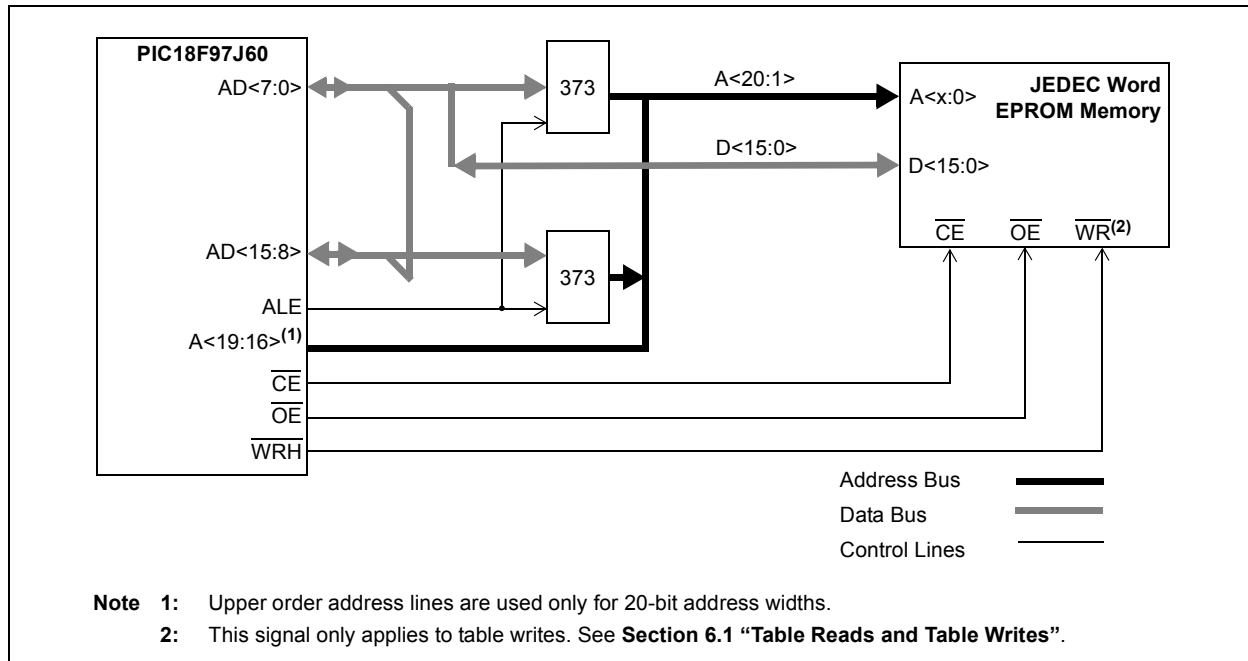 PIC18F97J60
AD<7:0>
373
A<20:1>
A<x:0>
JEDEC Word
EPROM Memory
D<15:0>
D<15:0>
CE
OE
WR(2)
AD<15:8>
373
ALE
A<19:16>(1)
CE
OE
WRH
Address Bus
Data Bus
Control Lines
Note 1: Upper order address lines are used only for 20-bit address widths.
2: This signal only applies to table writes. See Section 6.1 “Table Reads and Table Writes”.